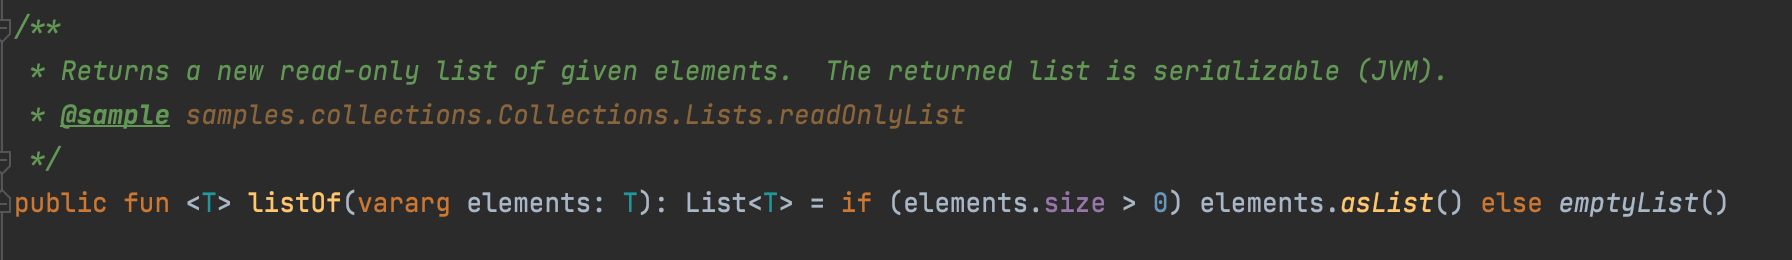 /**
 * Returns a new read-only list of given elements.  The returned list is serializable (JVM).
 * @sample samples.collections.Collections.Lists.readOnlyList
 */
public fun <T> listOf(vararg elements: T): List<T> = if (elements.size > 0) elements.asList() else emptyList()